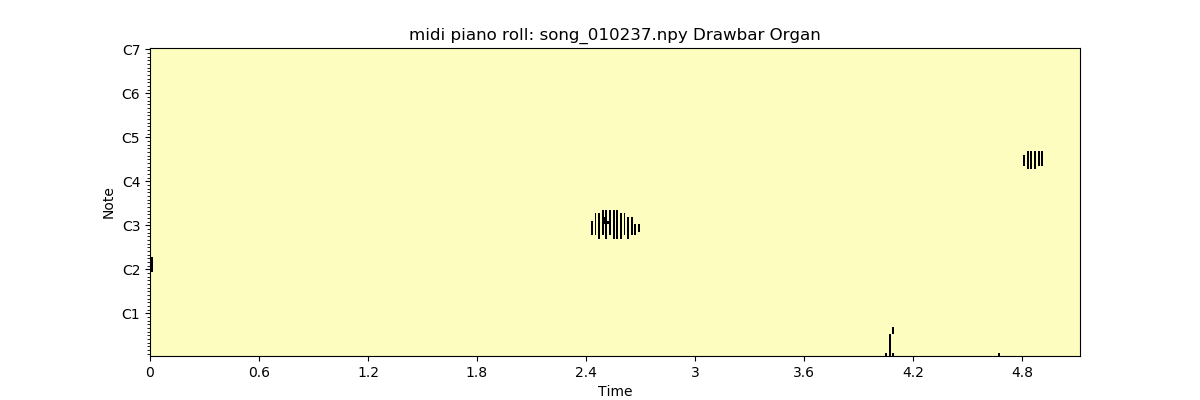 midi piano roll: song_010237.npy Drawbar Organ
C7
C6
C5
C4
C3
C2
C1
Note
0 0.6 1.2 1.8 2.4 3 3.6 4.2 4.8
Time